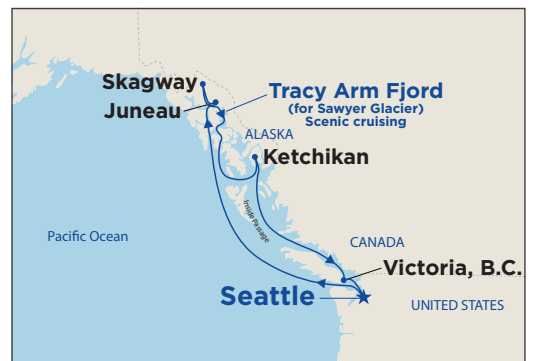 Skagway
Juneau
Tracy Arm Fjord
(for Sawyer Glacier)
Scenic cruising
ALASKA
Ketchikan
Inside Passage
Pacific Ocean
CANADA
Victoria, B.C.
Seattle
UNITED STATES